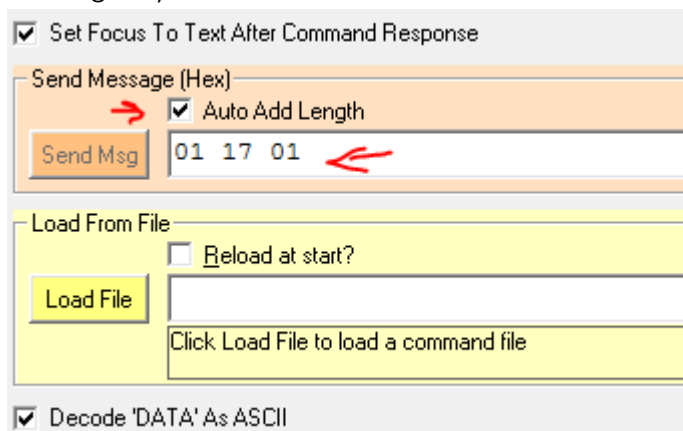 Set Focus To Text After Command Response
Send Message (Hex)
Auto Add Length
Send Msg
01 17 01
Load From File
Reload at start?
Load File
Click Load File to load a command file
Decode 'DATA' As ASCII